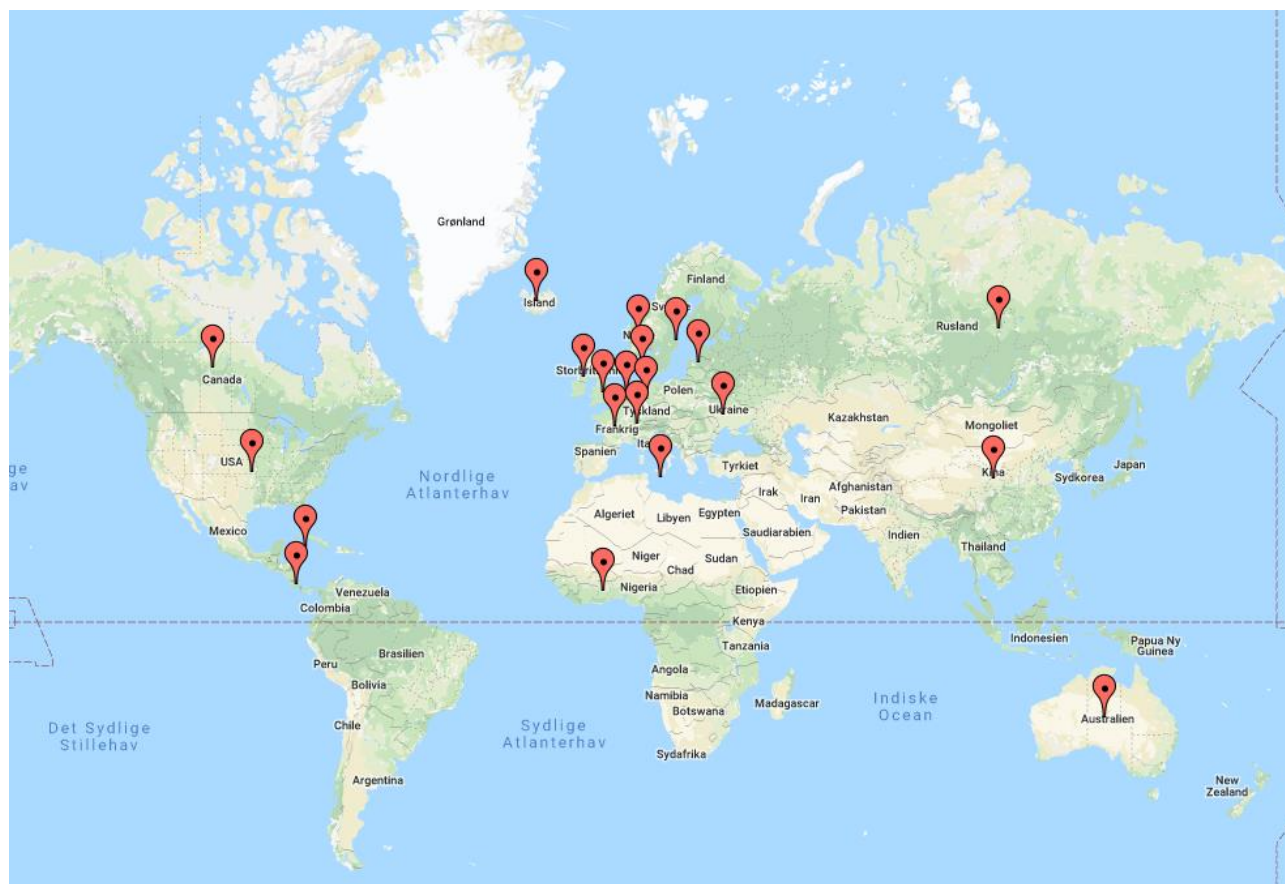 Grønland
Finland
Island
Rusland
Canada
Polen
Tyskland
Ukraine
Frankrig
Kazakhstan
Mongoliet
USA
Spanien
Tyrkiet
Kina
Japan
Sydkorea
Nordlige
Atlanterhav
Irak
Iran
Afghanistan
Pakistan
Algeriet
Libyen
Egypten
Saudiarabien
Indien
Mexico
Thailand
Niger
Chad
Sudan
Nigeria
Etiopien
Venezuela
Colombia
Kenya
Indonesien
Papua Ny
Guinea
Tanzania
Brasilien
Peru
Angola
Bolivia
Namibia
Botswana
Madagascar
Indiske
Ocean
Australien
Chile
Det Sydlige
Stillehav
Sydlige
Atlanterhav
Sydafrika
Argentina
New
Zealand